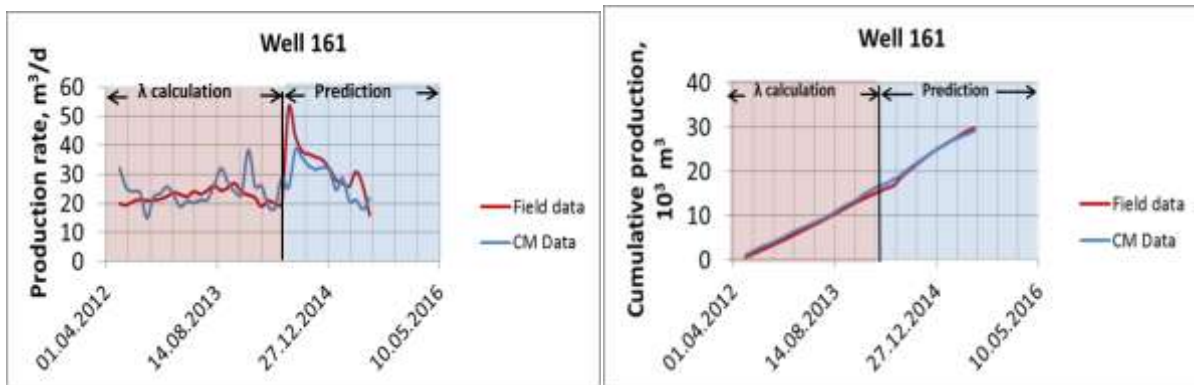 Well 161
Production rate, m³/d
60
50
40
30
20
10
0
λ calculation
Prediction
Field data
CM Data
01.04.2012
14.08.2013
27.12.2014
10.05.2016
Well 161
Cumulative production,
10³ m³
40
30
20
10
0
λ calculation
Prediction
Field data
CM Data
01.04.2012
14.08.2013
27.12.2014
10.05.2016